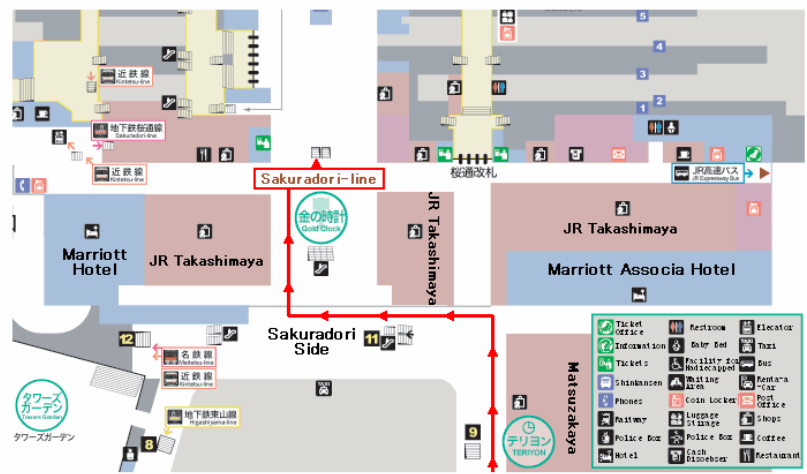 5
4
3
1
2
近鉄線
Kintetsu-line
地下鉄桜通線
Sakuradori-line
近鉄線
Kintetsu-line
桜通改札
JR高速バス
JR Expressway Bus
Sakuradori-line
金の時計
Gold Clock
Marriott
Hotel
JR Takashimaya
JR Takashimaya
JR Takashimaya
Marriott Associa Hotel
Sakuradori
Side
12
11
名鉄線
Meitetsu-line
近鉄線
Kintetsu-line
地下鉄東山線
Higashiyama-line
8
9
TAXI
タワーズ
ガーデン
Towers Garden
タワーズガーデン
Matsuzakaya
テリヨン
TERIYON
Ticket
Office
Restroom
Elecator
Information
Baby Bed
Taxi
Tickets
Facility for
Hadiecapped
Bus
Shinkansen
Waiting
Area
Renta-a
-Car
Phones
Coin Locker
Post
Office
Railway
Luggage
Stirage
Shops
Police Box
Police Box
Coffee
Hotel
Cash
Discebser
Restaurant